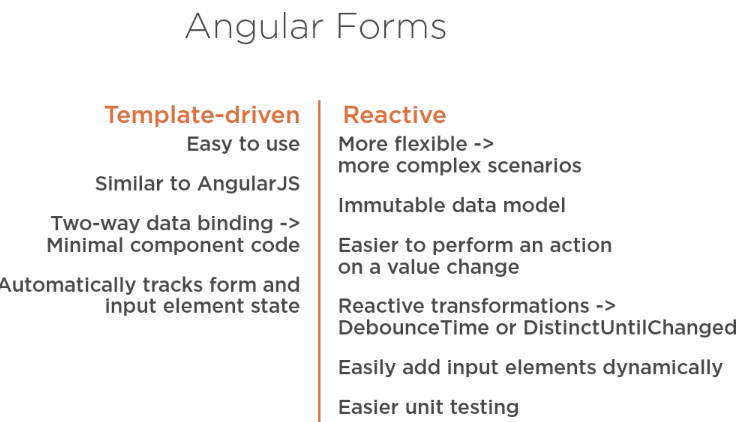 Angular Forms
Template-driven
Easy to use
Similar to AngularJS
Two-way data binding ->
Minimal component code
Automatically tracks form and
input element state
Reactive
More flexible ->
more complex scenarios
Immutable data model
Easier to perform an action
on a value change
Reactive transformations ->
DebounceTime or DistinctUntilChanged
Easily add input elements dynamically
Easier unit testing